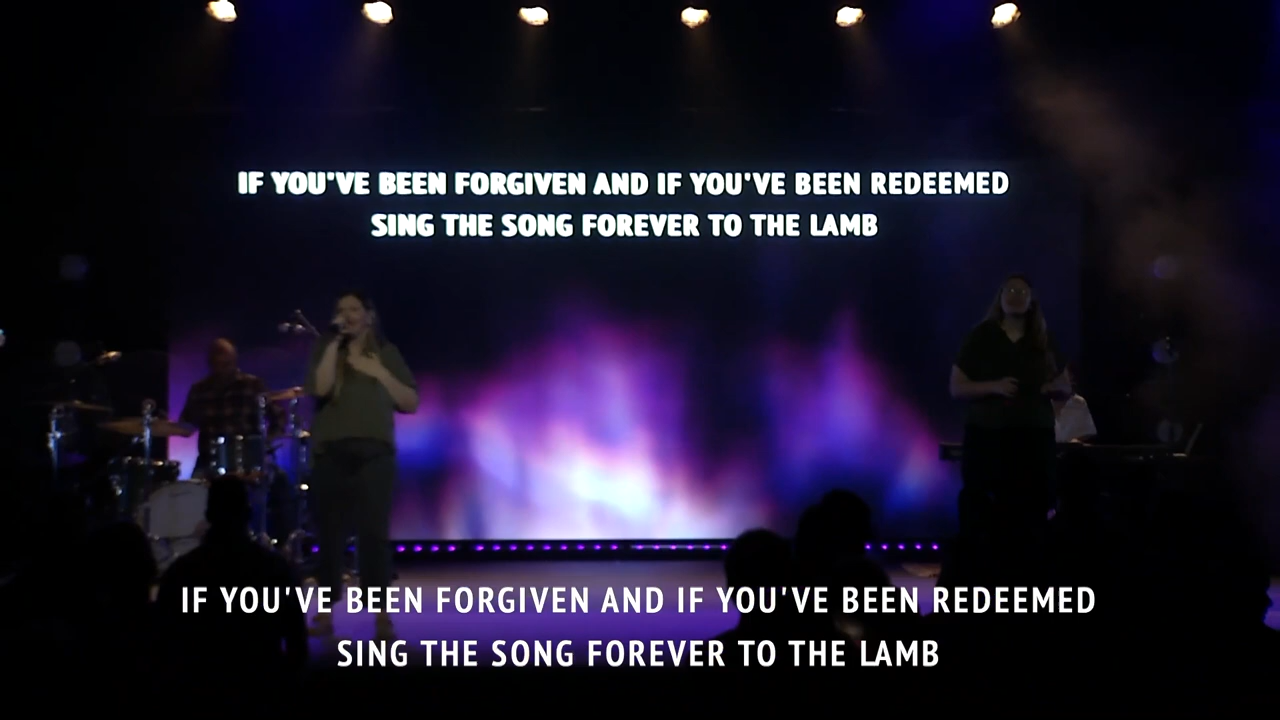 IF YOU'VE BEEN FORGIVEN AND IF YOU'VE BEEN REDEEMED
SING THE SONG FOREVER TO THE LAMB
IF YOU'VE BEEN FORGIVEN AND IF YOU'VE BEEN REDEEMED
SING THE SONG FOREVER TO THE LAMB